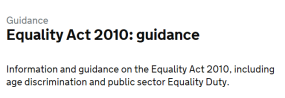 Guidance
Equality Act 2010: guidance
Information and guidance on the Equality Act 2010, including
age discrimination and public sector Equality Duty.